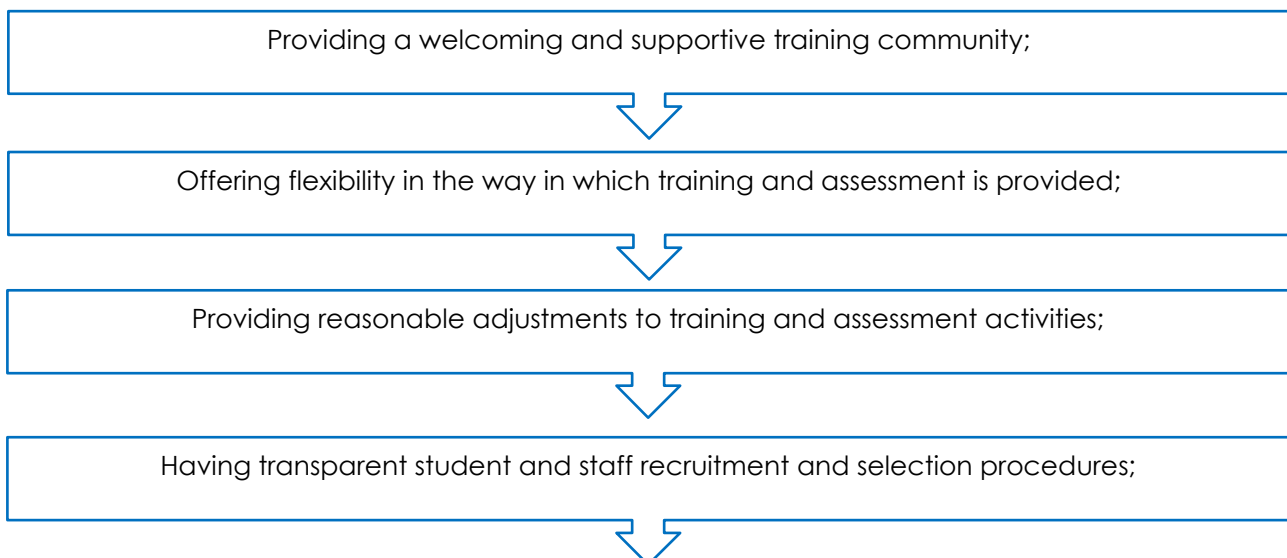 Providing a welcoming and supportive training community;
Offering flexibility in the way in which training and assessment is provided;
Providing reasonable adjustments to training and assessment activities;
Having transparent student and staff recruitment and selection procedures;